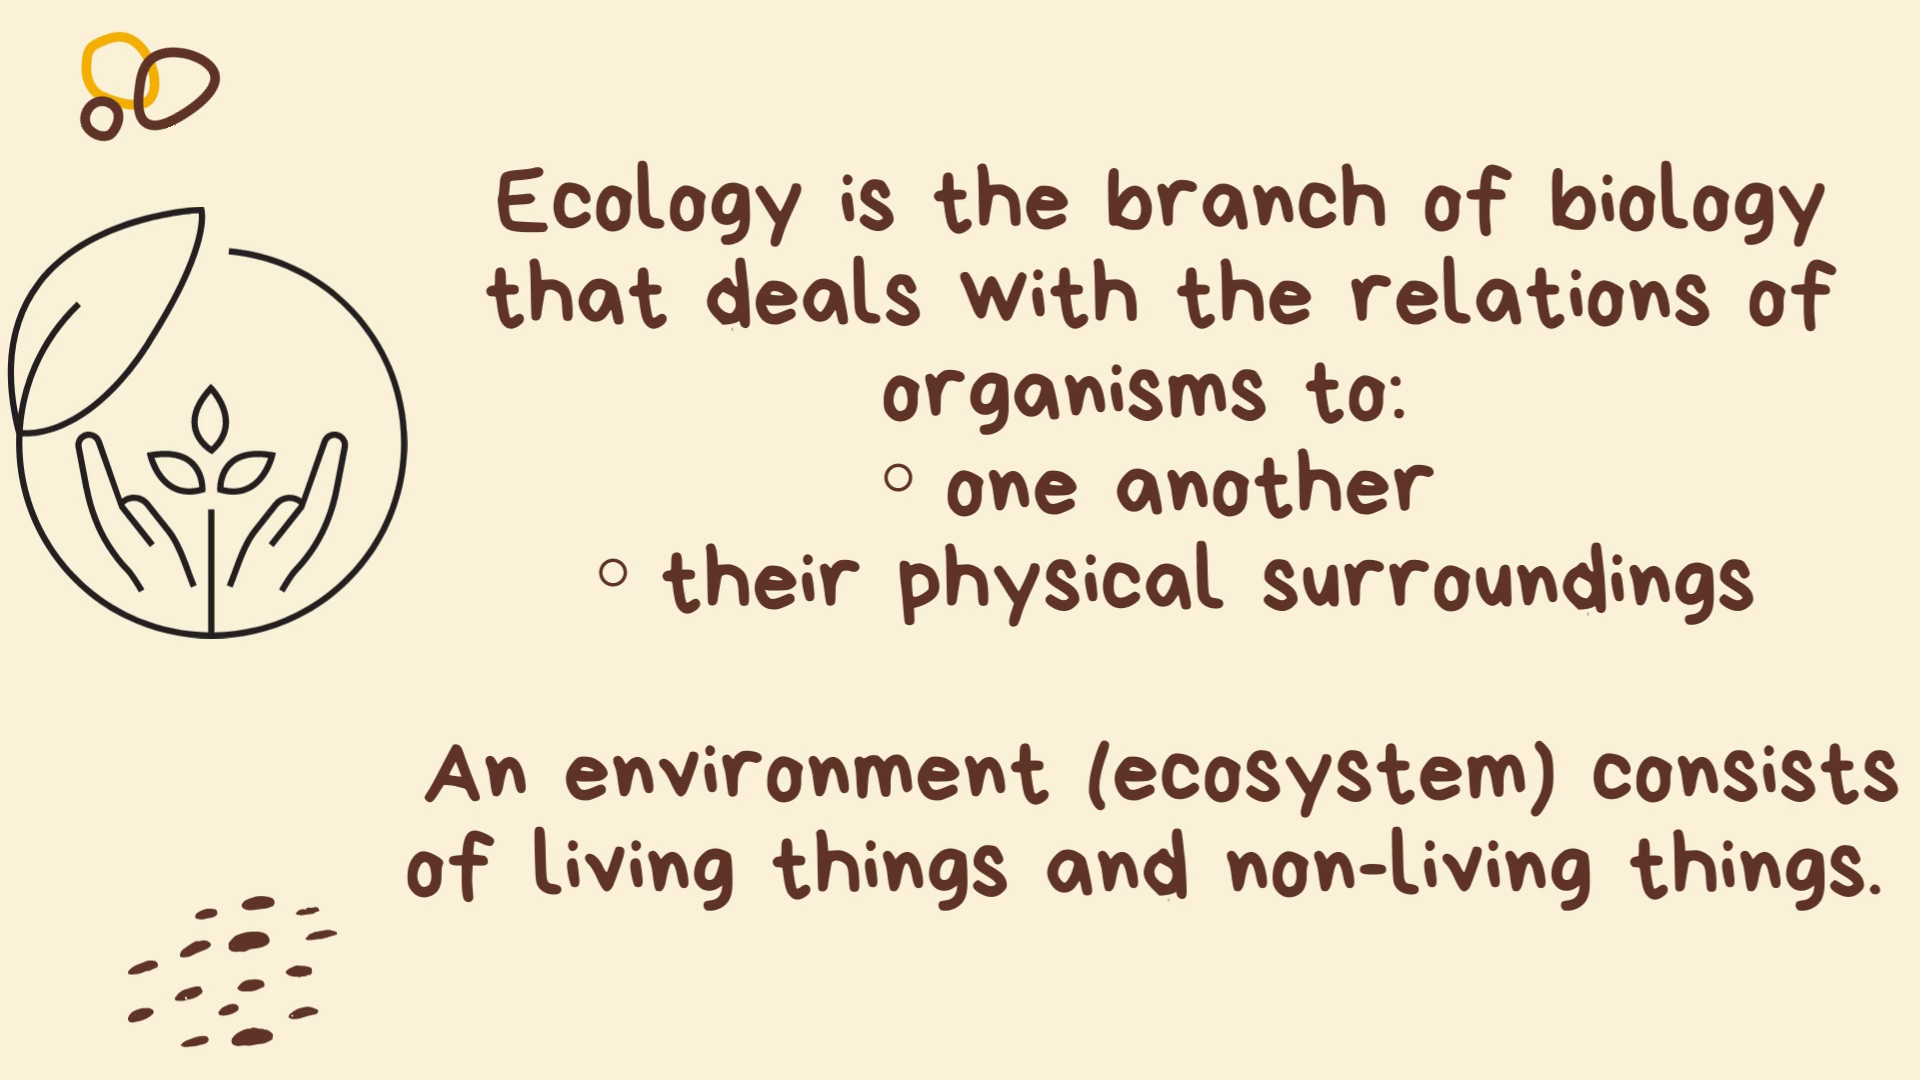 Ecology is the branch of biology
that deals with the relations of
organisms to:
○ one another
○ their physical surroundings
An environment (ecosystem) consists
of living things and non-living things.